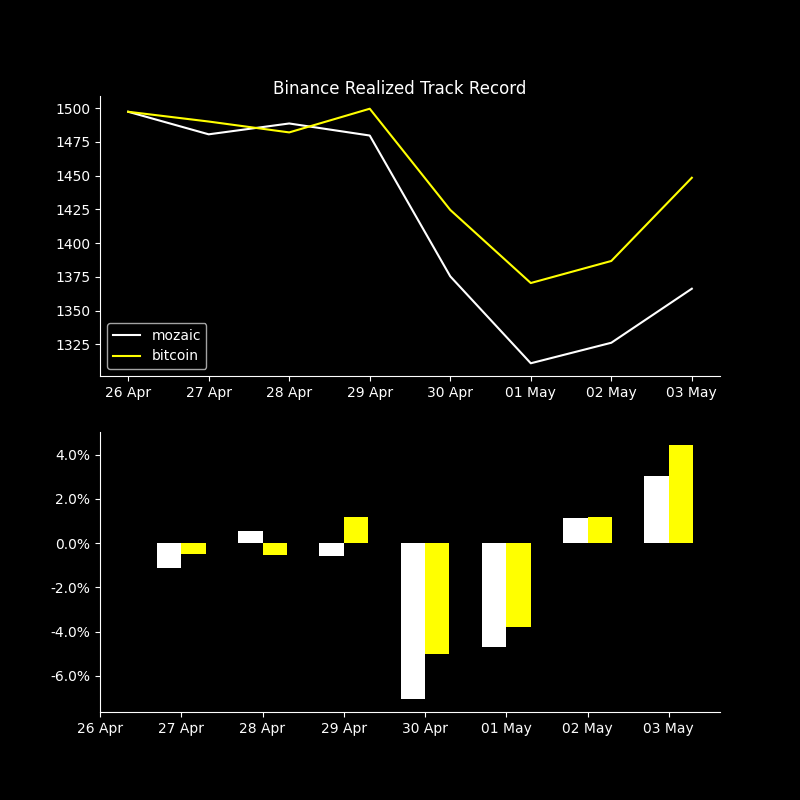 Binance Realized Track Record
1500
1475
1450
1425
1400
1375
1350
1325
mozaic
bitcoin
26 Apr 27 Apr 28 Apr 29 Apr 30 Apr 01 May 02 May 03 May
4.0%
2.0%
0.0%
-2.0%
-4.0%
-6.0%
26 Apr 27 Apr 28 Apr 29 Apr 30 Apr 01 May 02 May 03 May